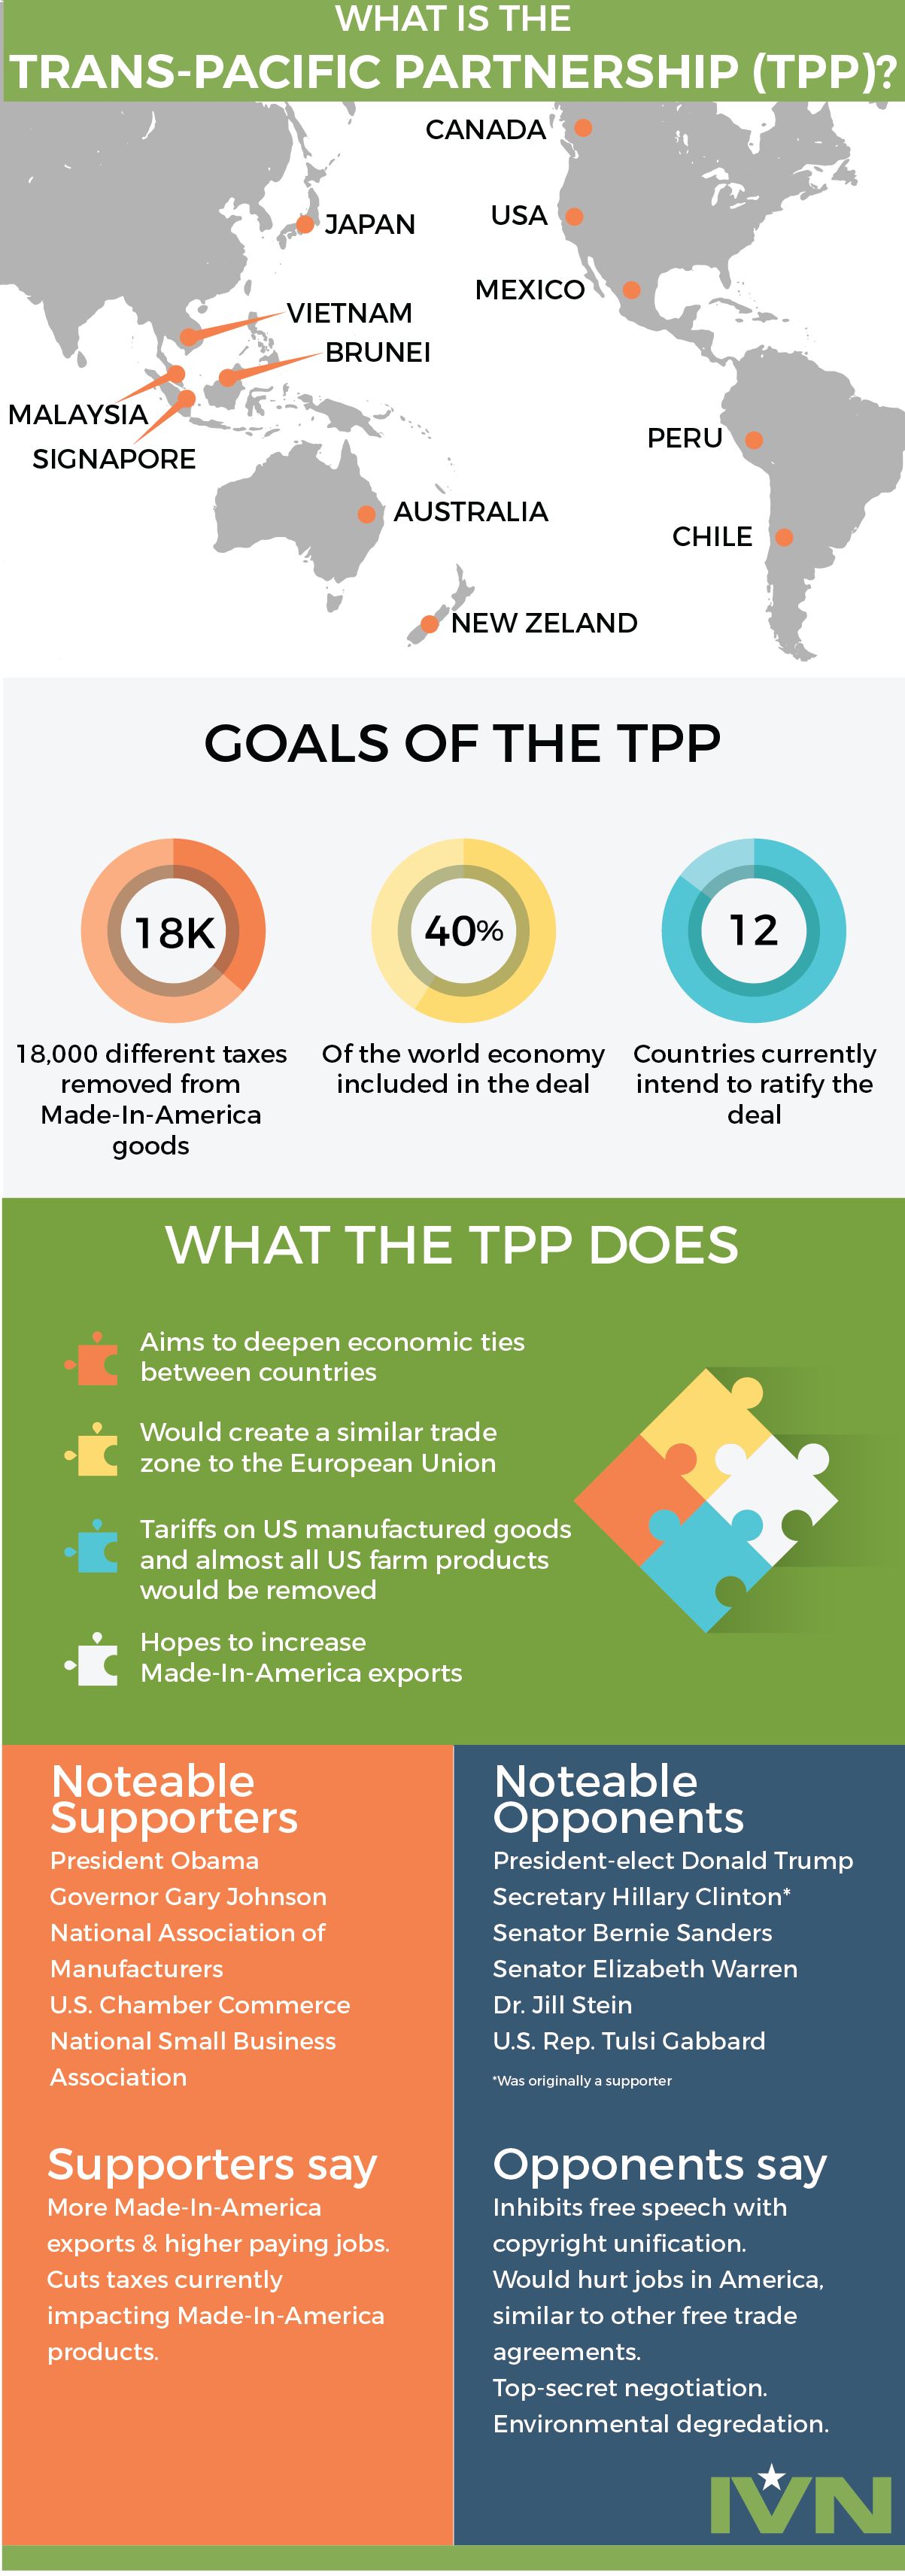 WHAT IS THE
TRANS-PACIFIC PARTNERSHIP (TPP)?
CANADA
JAPAN
USA
MEXICO
VIETNAM
BRUNEI
MALAYSIA
SIGNAPORE
PERU
AUSTRALIA
CHILE
NEW ZELAND
GOALS OF THE TPP
18K
18,000 different taxes
removed from
Made-In-America
goods
40%
Of the world economy
included in the deal
12
Countries currently
intend to ratify the
deal
WHAT THE TPP DOES
Aims to deepen economic ties
between countries
Would create a similar trade
zone to the European Union
Tariffs on US manufactured goods
and almost all US farm products
would be removed
Hopes to increase
Made-In-America exports
Noteable
Supporters
President Obama
Governor Gary Johnson
National Association of
Manufacturers
U.S. Chamber Commerce
National Small Business
Association
Supporters say
More Made-In-America
exports & higher paying jobs.
Cuts taxes currently
impacting Made-In-America
products.
Noteable
Opponents
President-elect Donald Trump
Secretary Hillary Clinton*
Senator Bernie Sanders
Senator Elizabeth Warren
Dr. Jill Stein
U.S. Rep. Tulsi Gabbard
*Was originally a supporter
Opponents say
Inhibits free speech with
copyright unification.
Would hurt jobs in America,
similar to other free trade
agreements.
Top-secret negotiation.
Environmental degredation.
IVN